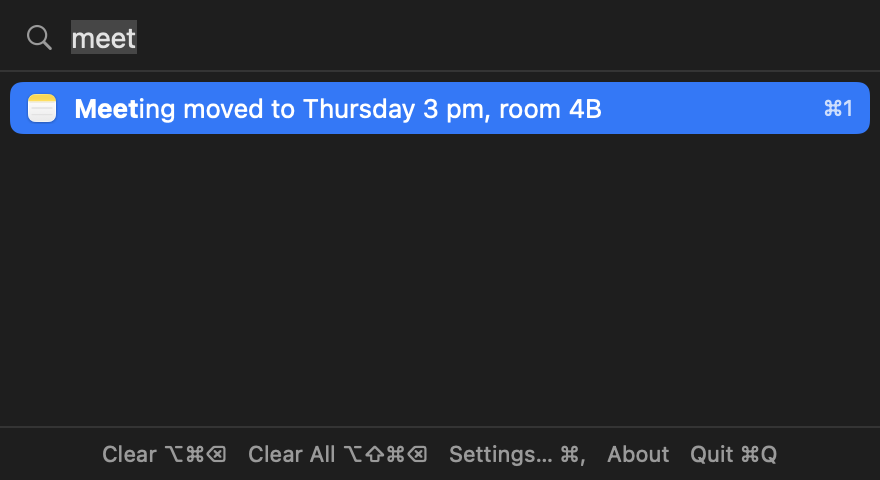 meet
Meeting moved to Thursday 3 pm, room 4B ⌘1
Clear ⌥⌘⌫ Clear All ⌥⇧⌘⌫ Settings... ⌘, About Quit ⌘Q